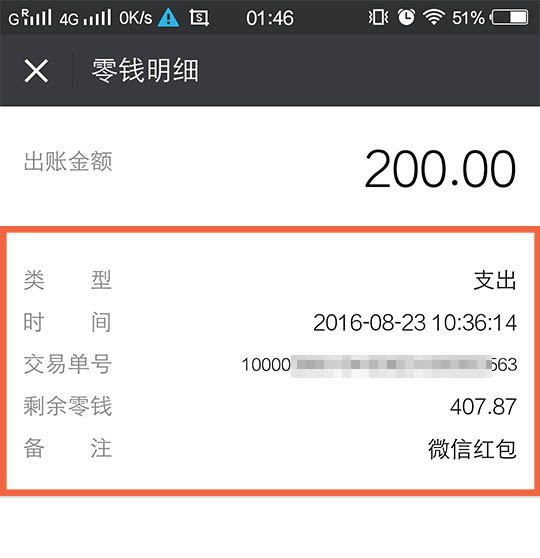 G R 4G 0K/s 01:46 51%
零钱明细
出账金额 200.00
类 型 支出
时 间 2016-08-23 10:36:14
交易单号 10000 563
剩余零钱 407.87
备 注 微信红包